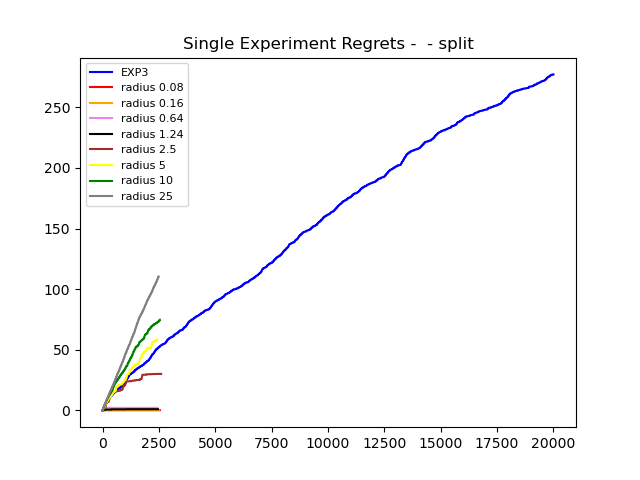 Single Experiment Regrets -  - split
EXP3
radius 0.08
radius 0.16
radius 0.64
radius 1.24
radius 2.5
radius 5
radius 10
radius 25
250
200
150
100
50
0
0 2500 5000 7500 10000 12500 15000 17500 20000